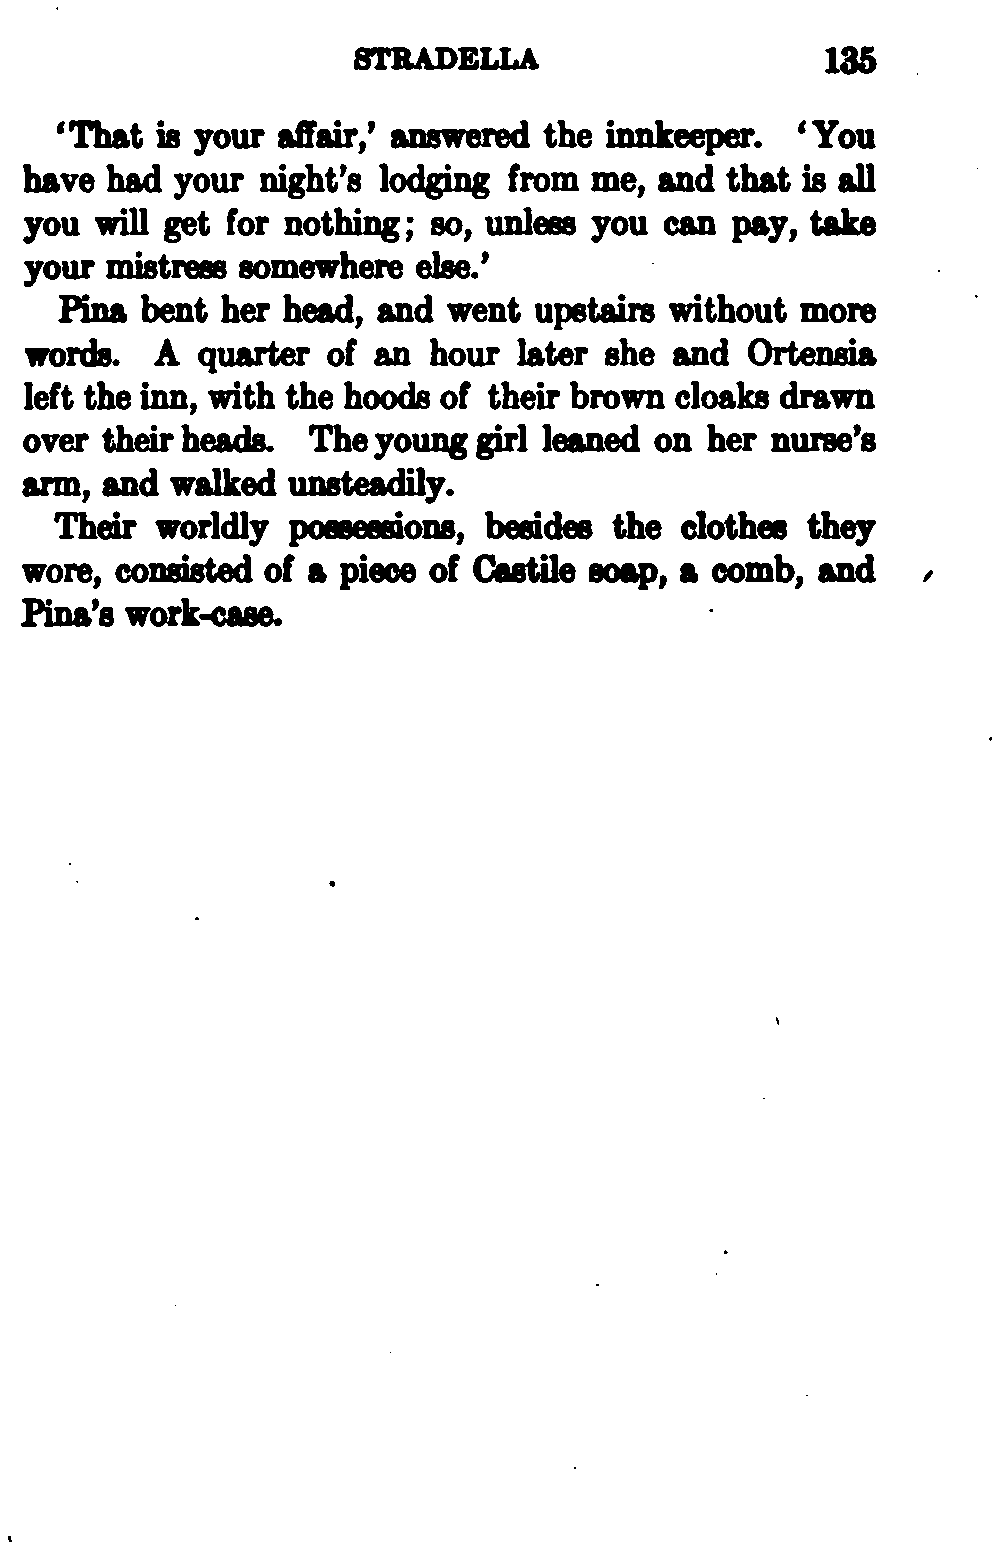 STRADELLA 135
‘That is your affair,’ answered the innkeeper. ‘You
have had your night’s lodging from me, and that is all
you will get for nothing; so, unless you can pay, take
your mistress somewhere else.’
Pina bent her head, and went upstairs without more
words. A quarter of an hour later she and Ortensia
left the inn, with the hoods of their brown cloaks drawn
over their heads. The young girl leaned on her nurse’s
arm, and walked unsteadily.
Their worldly possessions, besides the clothes they
wore, consisted of a piece of Castile soap, a comb, and
Pina’s work-case.